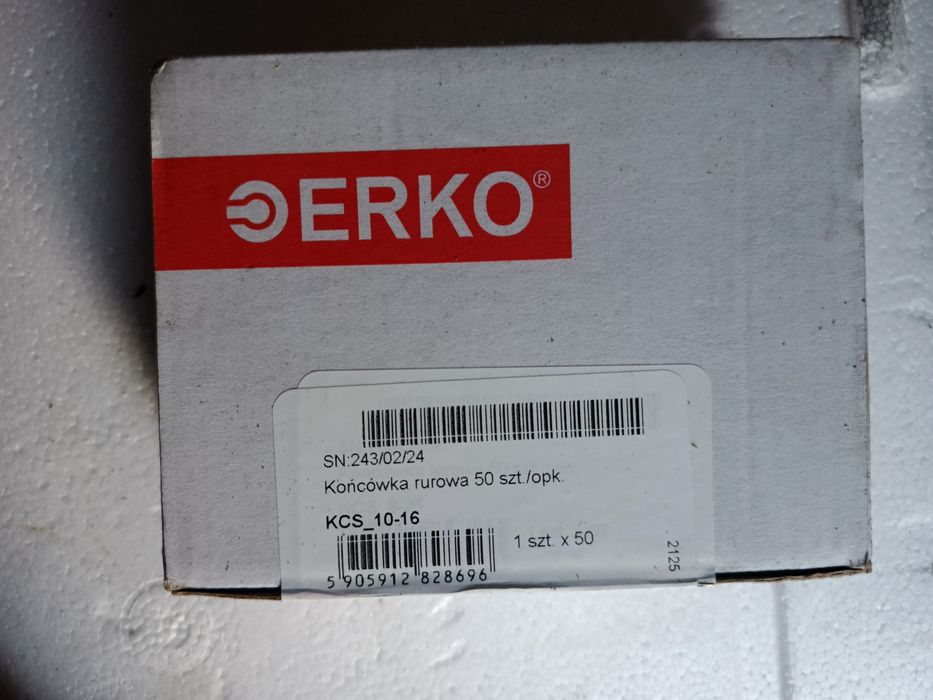 ERKO®
SN:243/02/24
Końcówka rurowa 50 szt./opk.
KCS_10-16
1 szt. x 50
5 905912 828696
2125